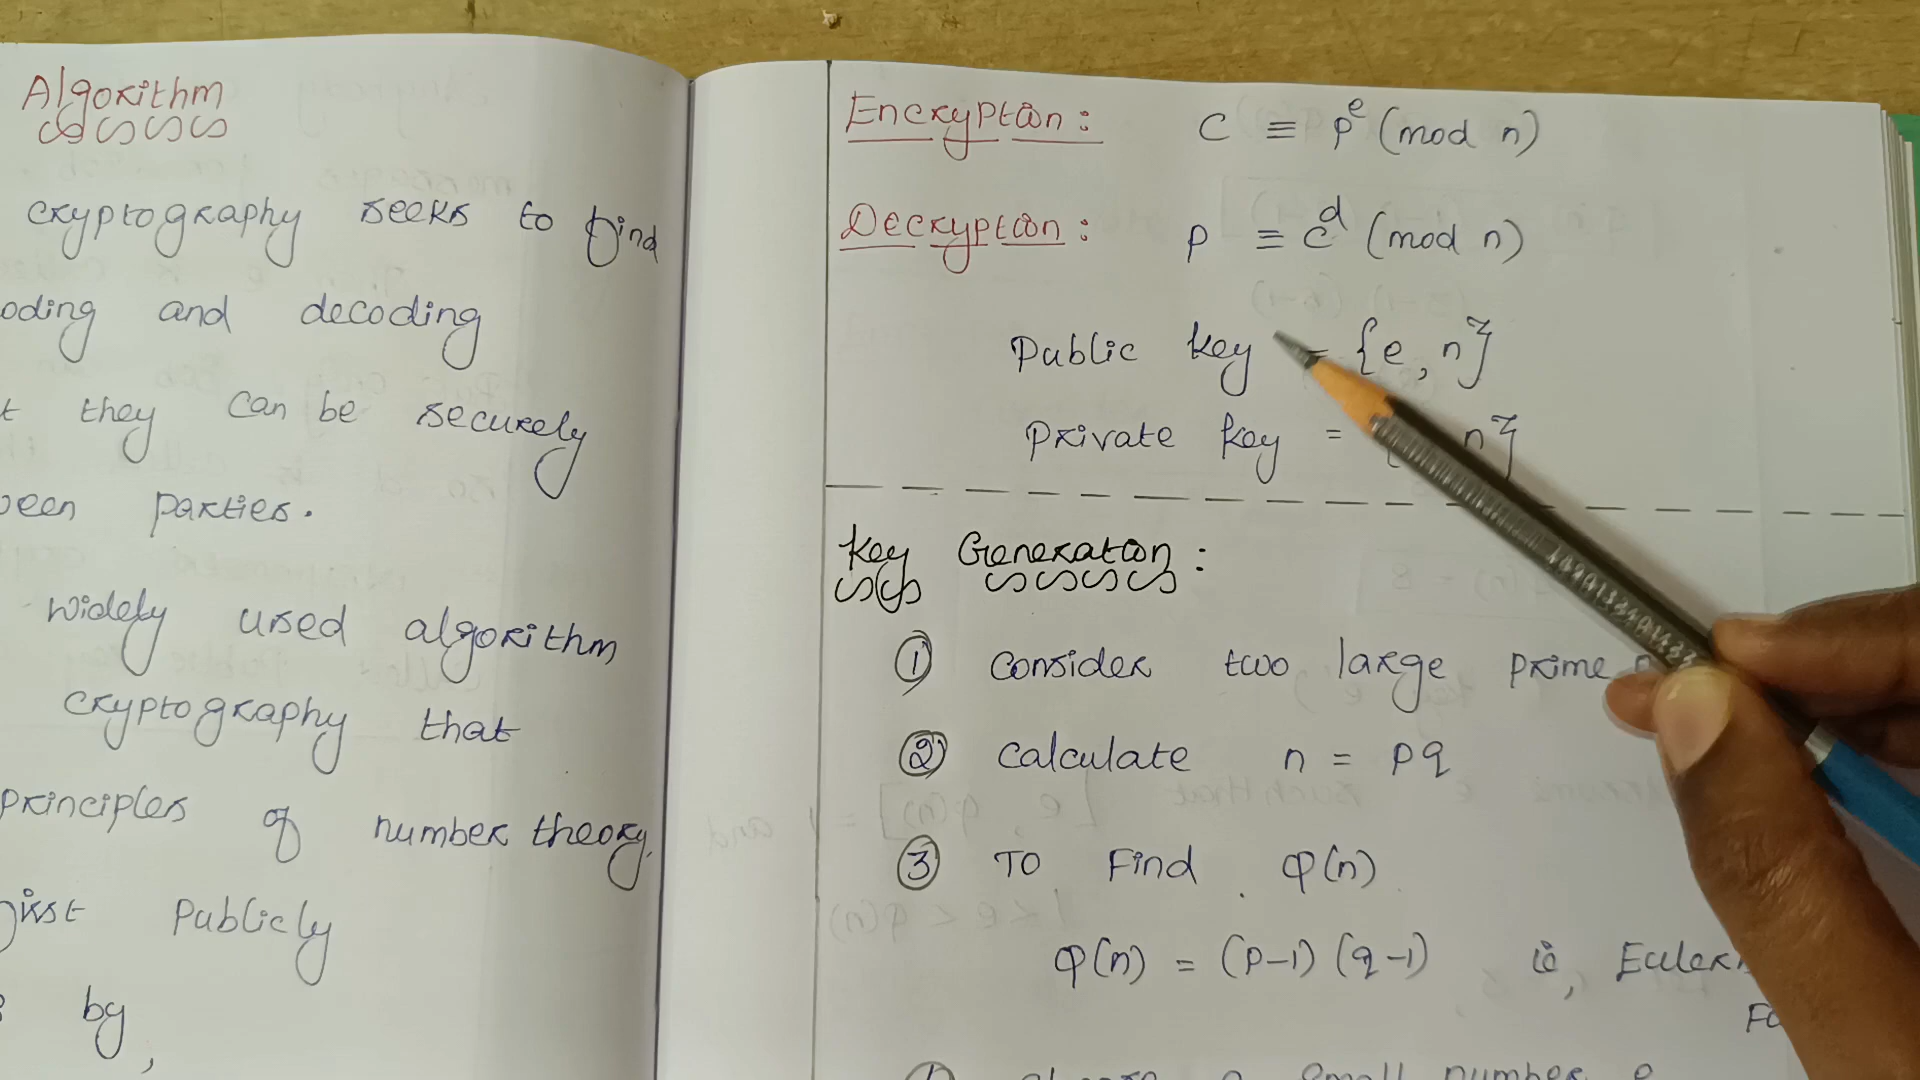 Algorithm
cryptography seeks to find
oding and decoding
they can be securely
parties.
widely used algorithm
cryptography that
principles of number theory.
Publicly
by,
Encryption: C ≡ P^e (mod n)
Decryption: P ≡ C^d (mod n)
Public key = {e, n}
Private key = n}
Key Generation:
① Consider two large prime
② Calculate n = pq
③ To Find φ(n)
φ(n) = (p-1) (q-1) ie, Euler
small number e